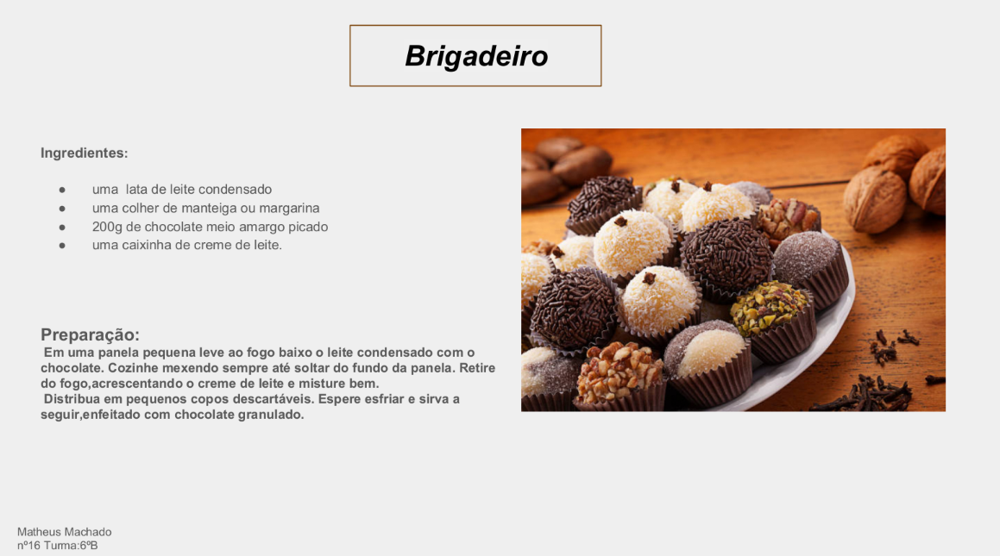 Brigadeiro
Ingredientes:
● uma  lata de leite condensado
● uma colher de manteiga ou margarina
● 200g de chocolate meio amargo picado
● uma caixinha de creme de leite.
Preparação:
Em uma panela pequena leve ao fogo baixo o leite condensado com o
chocolate. Cozinhe mexendo sempre até soltar do fundo da panela. Retire
do fogo,acrescentando o creme de leite e misture bem.
Distribua em pequenos copos descartáveis. Espere esfriar e sirva a
seguir,enfeitado com chocolate granulado.
Matheus Machado
nº16 Turma:6ºB